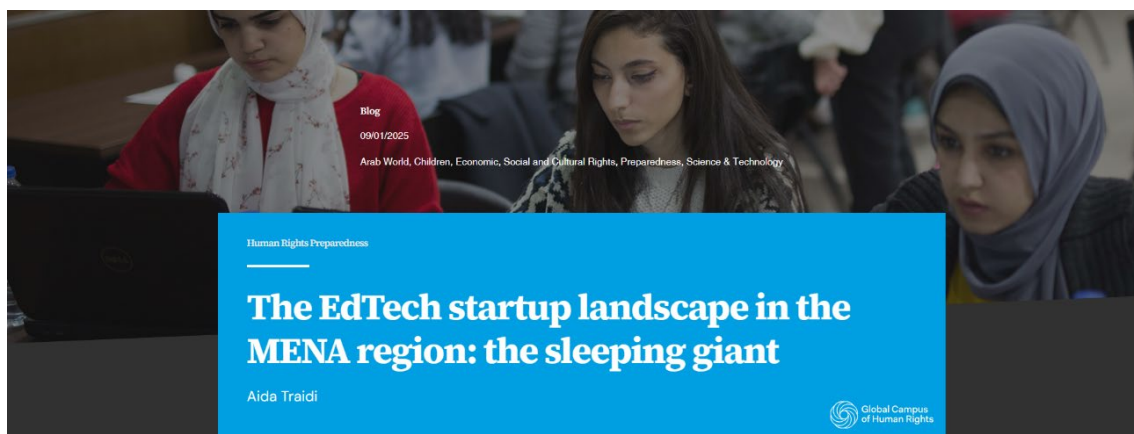 Blog
09/01/2025
Arab World, Children, Economic, Social and Cultural Rights, Preparedness, Science & Technology
Human Rights Preparedness
The EdTech startup landscape in the
MENA region: the sleeping giant
Aida Traidi
Global Campus
of Human Rights